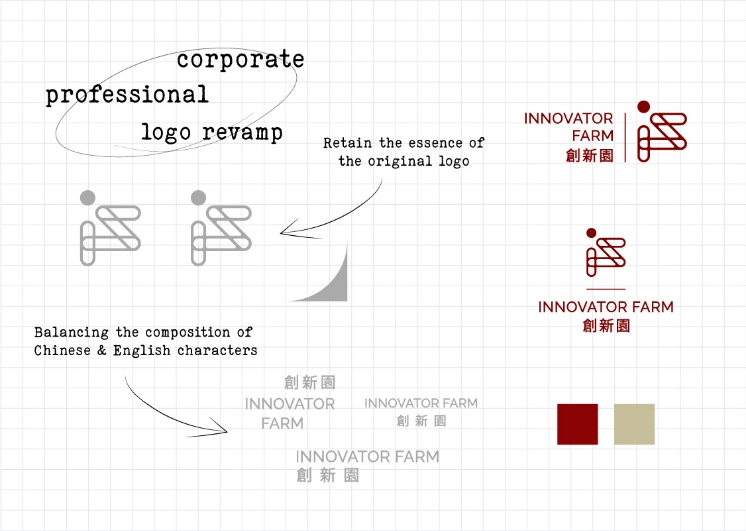 corporate
professional
logo revamp
Retain the essence of
the original logo
INNOVATOR
FARM
創新園
INNOVATOR FARM
創新園
Balancing the composition of
Chinese & English characters
創新園
INNOVATOR
FARM
INNOVATOR FARM
創新園
INNOVATOR FARM
創新園